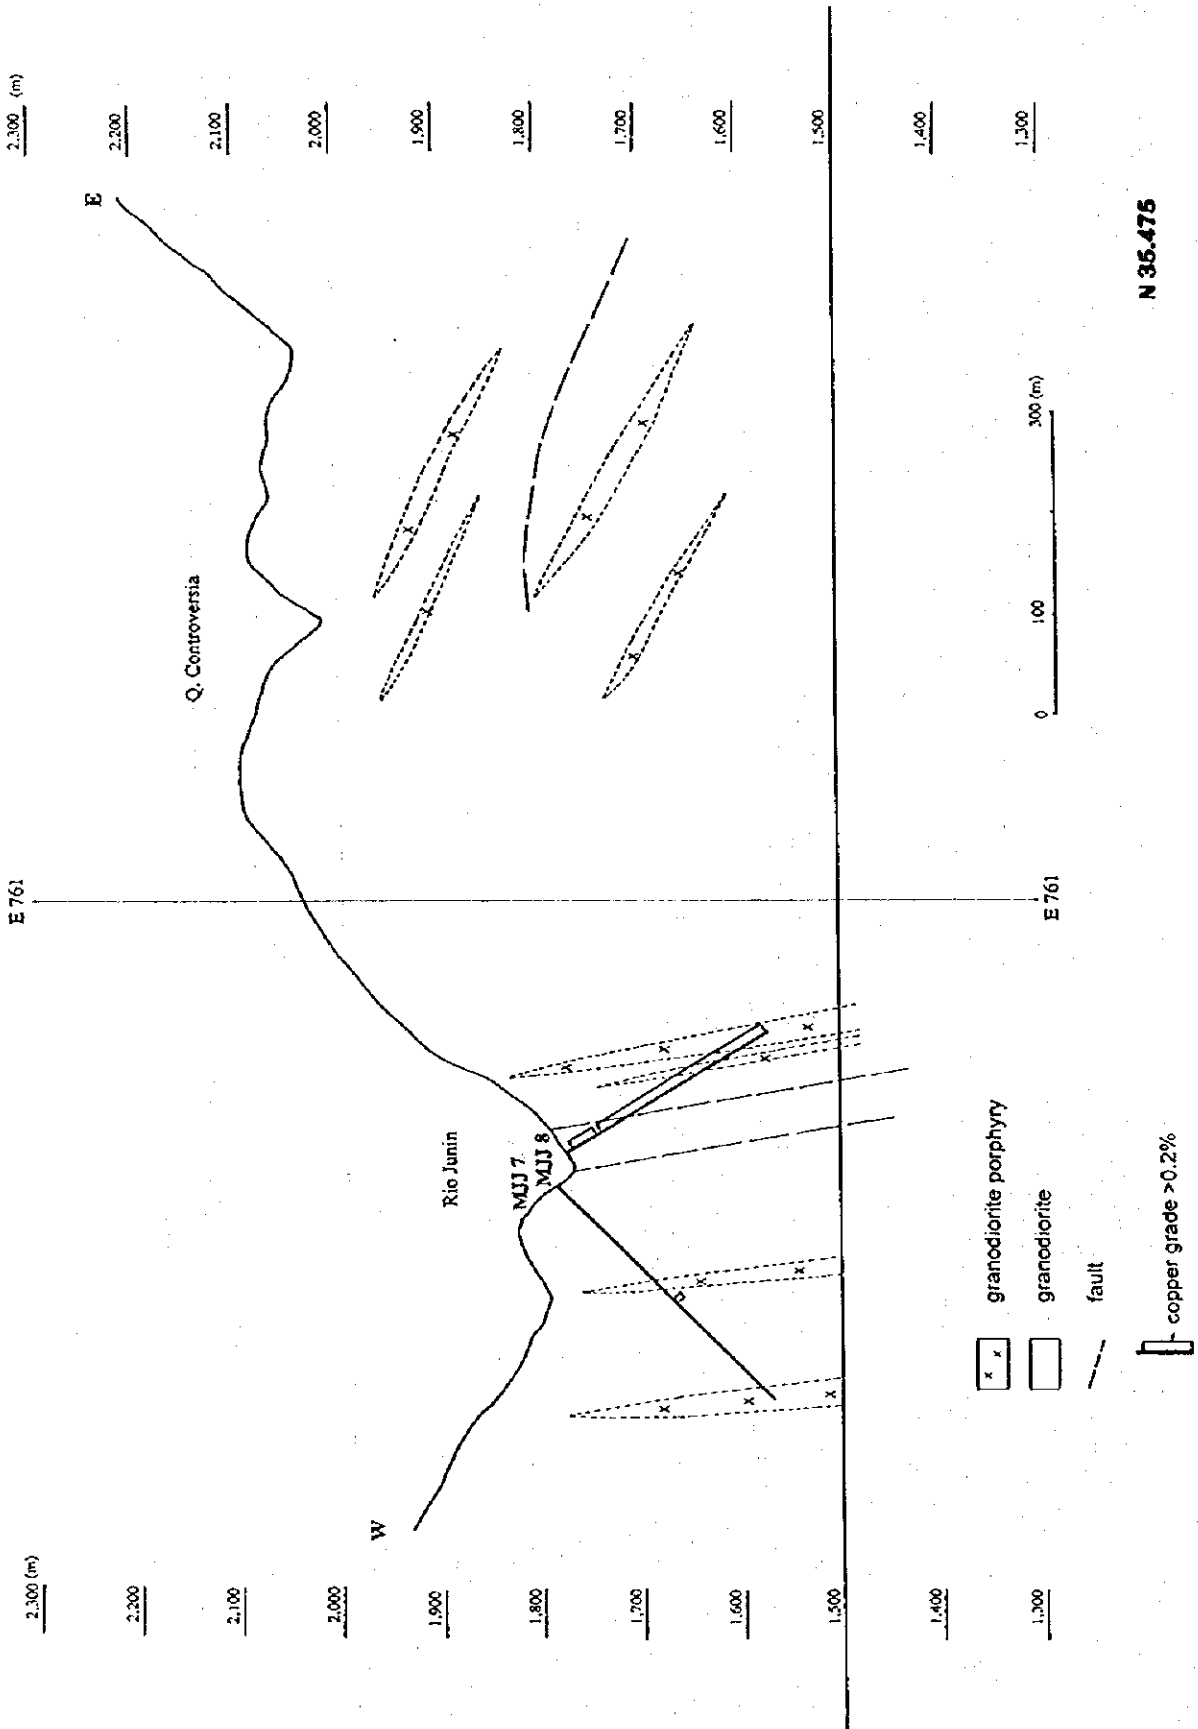 2,300 (m)
2,200
2,100
2,000
1,900
1,800
1,700
1,600
1,500
1,400
1,300
W
E
E 761
Q. Controversia
Rio Junin
MJJ 7
MJJ 8
2,300 (m)
2,200
2,100
2,000
1,900
1,800
1,700
1,600
1,500
1,400
1,300
E 761
0 100 300 (m)
N 35.475
x x granodiorite porphyry
granodiorite
fault
copper grade >0.2%